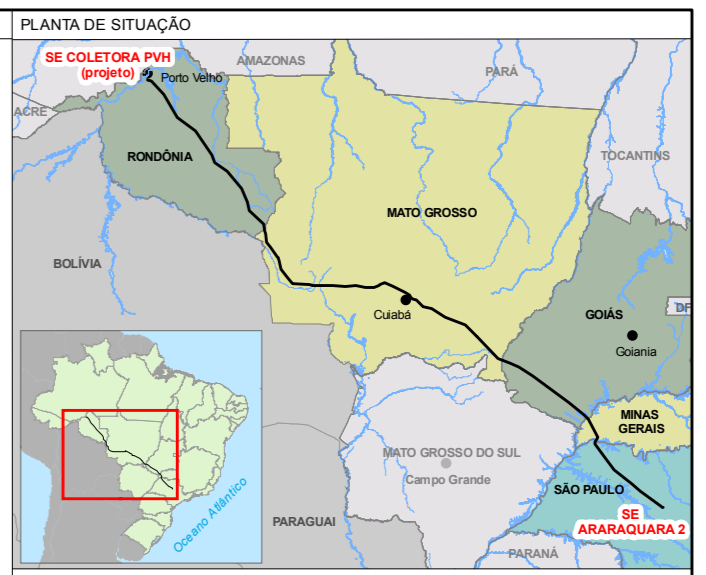 PLANTA DE SITUAÇÃO
SE COLETORA PVH
(projeto)
Porto Velho
AMAZONAS
PARÁ
ACRE
RONDÔNIA
TOCANTINS
MATO GROSSO
BOLÍVIA
Cuiabá
GOIÁS
DF
Goiania
MINAS
GERAIS
MATO GROSSO DO SUL
Campo Grande
SÃO PAULO
SE
ARARAQUARA 2
PARAGUAI
PARANÁ
Oceano Atlântico